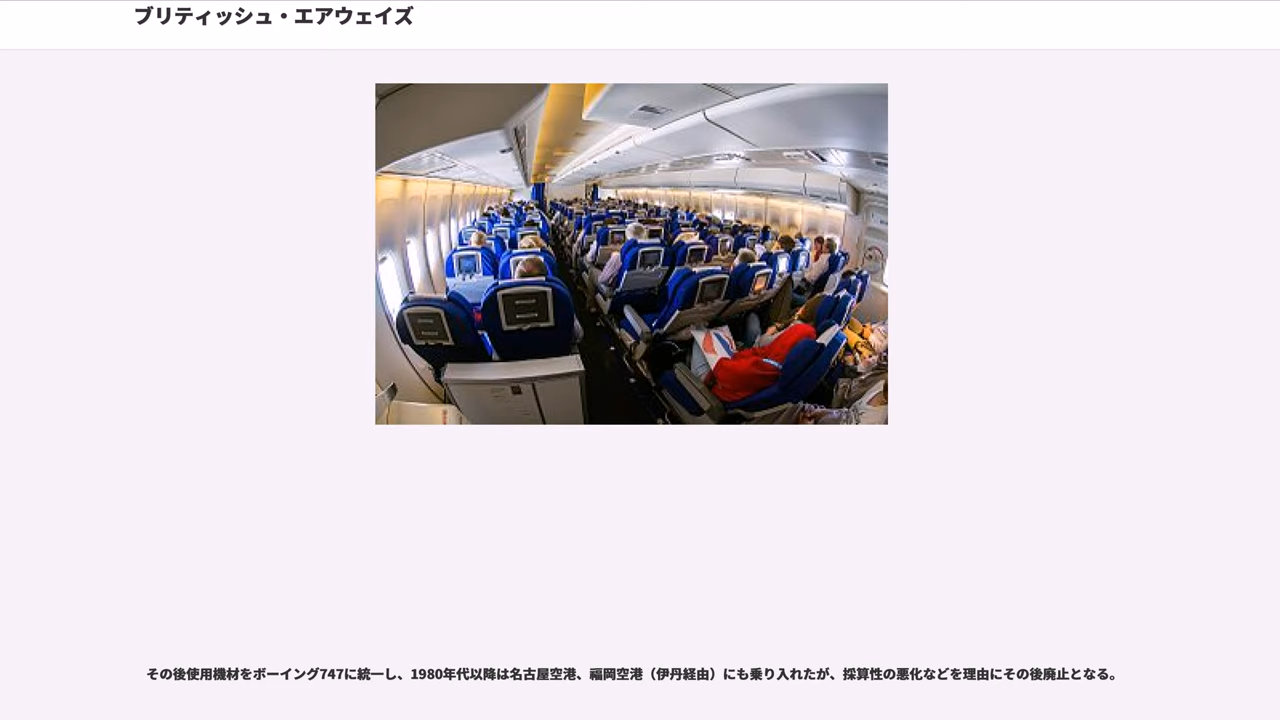 ブリティッシュ・エアウェイズ
その後使用機材をボーイング747に統一し、1980年代以降は名古屋空港、福岡空港（伊丹経由）にも乗り入れたが、採算性の悪化などを理由にその後廃止となる。